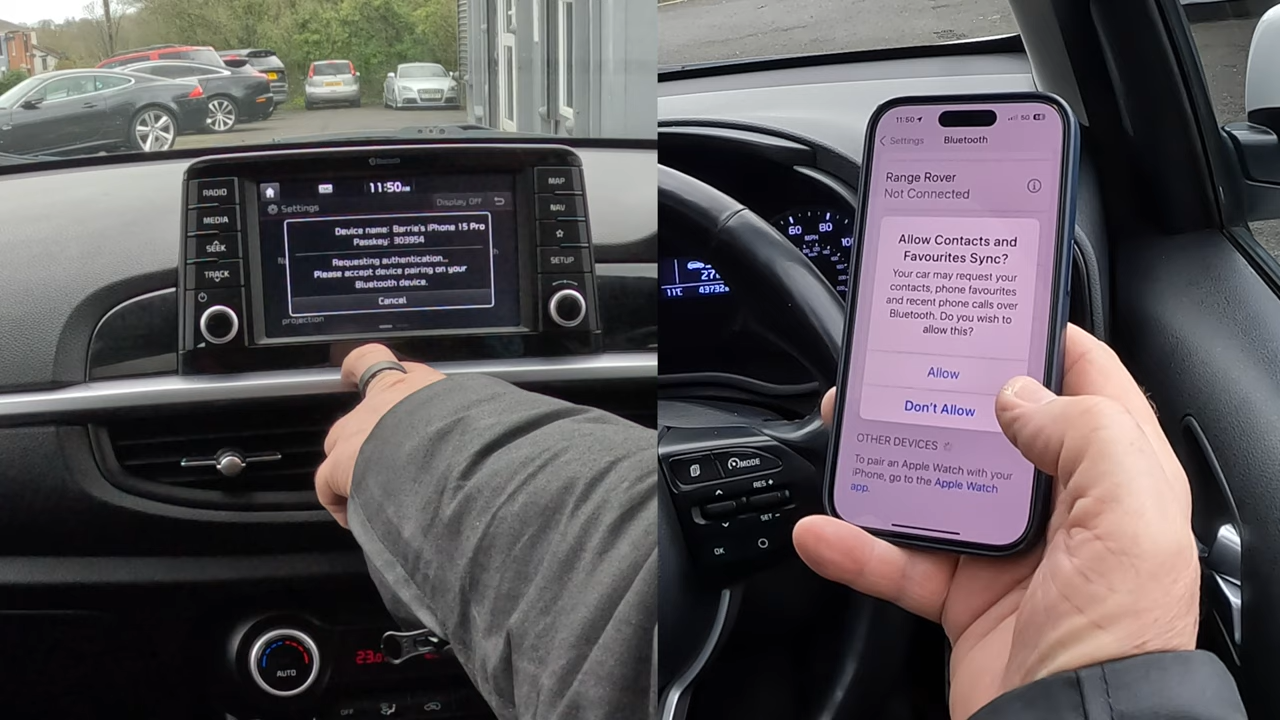 RADIO
MEDIA
SEEK
TRACK
11:50
Settings
Display OFF
Device name: Barrie's iPhone 15 Pro
Passkey: 303954
Requesting authentication...
Please accept device pairing on your
Bluetooth device.
Cancel
projection
MAP
NAV
SETUP
AUTO
23.0
OFF
60
80
MPH
11°C
MODE
RES +
SET −
OK
11:50
5G
Settings
Bluetooth
Range Rover
Not Connected
Allow Contacts and
Favourites Sync?
Your car may request your
contacts, phone favourites
and recent phone calls over
Bluetooth. Do you wish to
allow this?
Allow
Don't Allow
OTHER DEVICES
To pair an Apple Watch with your
iPhone, go to the Apple Watch
app.